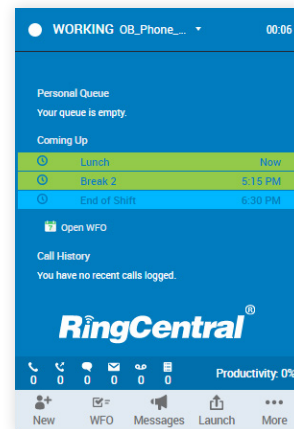 WORKING OB_Phone_... 00:06
Personal Queue
Your queue is empty.
Coming Up
Lunch Now
Break 2 5:15 PM
End of Shift 6:30 PM
Open WFO
Call History
You have no recent calls logged.
RingCentral®
0 0 0 0 0 0 Productivity: 0%
New WFO Messages Launch More